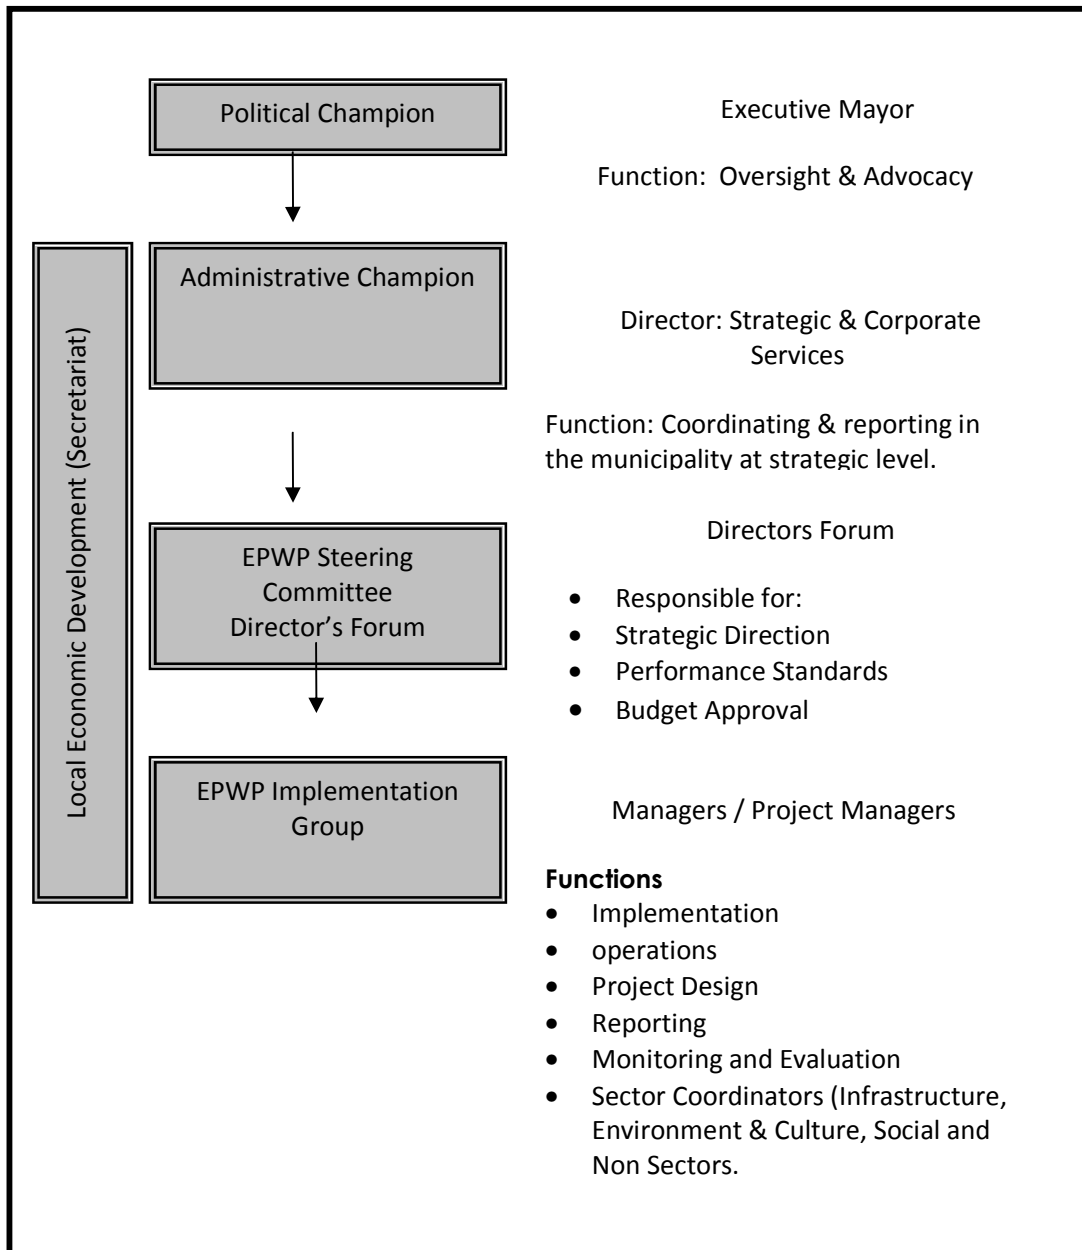 Political Champion
Executive Mayor
Function:  Oversight & Advocacy
Local Economic Development (Secretariat)
Administrative Champion
Director: Strategic & Corporate
Services
Function: Coordinating & reporting in
the municipality at strategic level.
EPWP Steering
Committee
Director’s Forum
Directors Forum
• Responsible for:
• Strategic Direction
• Performance Standards
• Budget Approval
EPWP Implementation
Group
Managers / Project Managers
Functions
• Implementation
• operations
• Project Design
• Reporting
• Monitoring and Evaluation
• Sector Coordinators (Infrastructure,
Environment & Culture, Social and
Non Sectors.